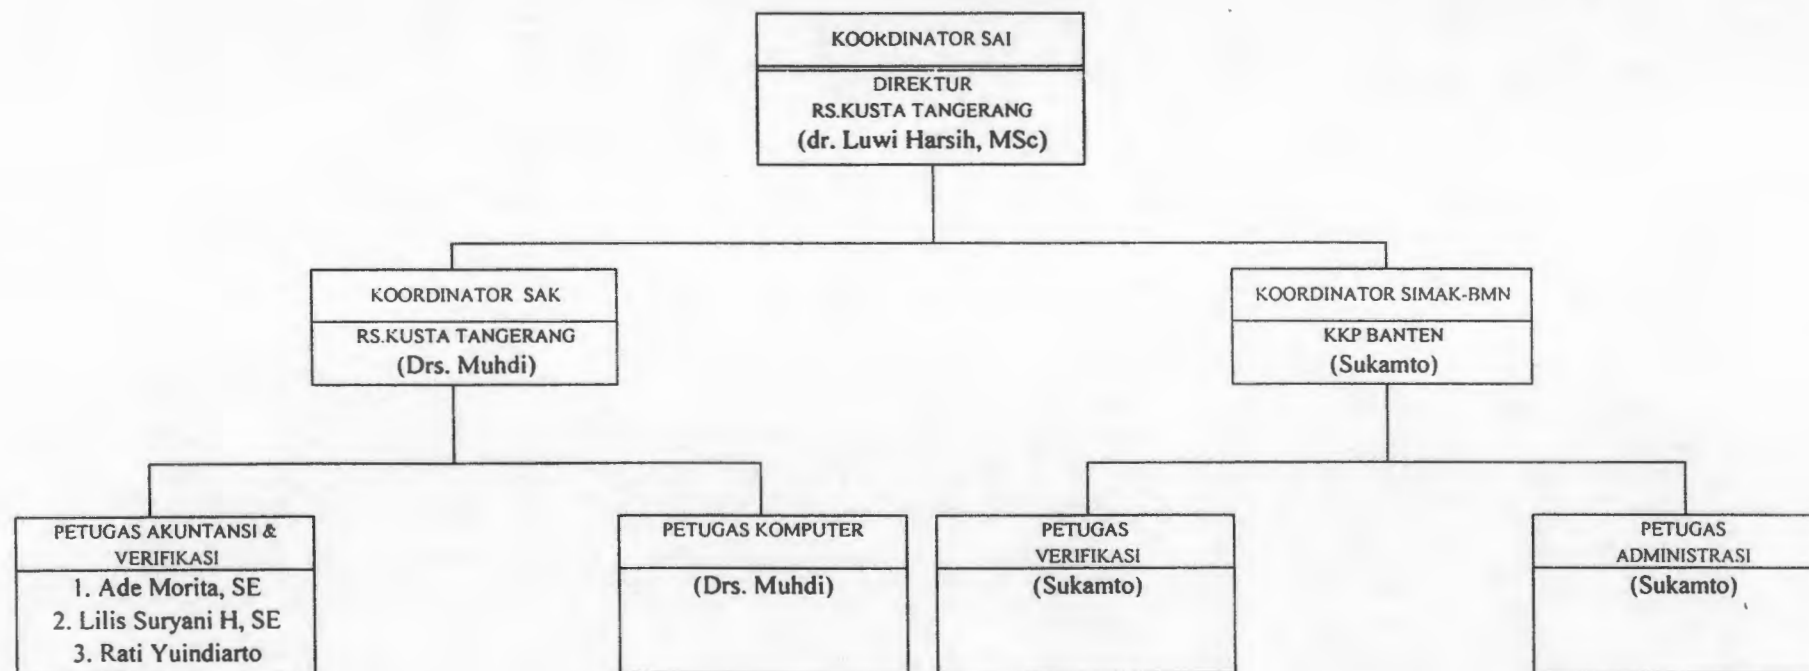 KOORDINATOR SAI
DIREKTUR
RS.KUSTA TANGERANG
(dr. Luwi Harsih, MSc)
KOORDINATOR SAK
RS.KUSTA TANGERANG
(Drs. Muhdi)
KOORDINATOR SIMAK-BMN
KKP BANTEN
(Sukamto)
PETUGAS AKUNTANSI &
VERIFIKASI
1. Ade Morita, SE
2. Lilis Suryani H, SE
3. Rati Yuindiarto
PETUGAS KOMPUTER
(Drs. Muhdi)
PETUGAS
VERIFIKASI
(Sukamto)
PETUGAS
ADMINISTRASI
(Sukamto)